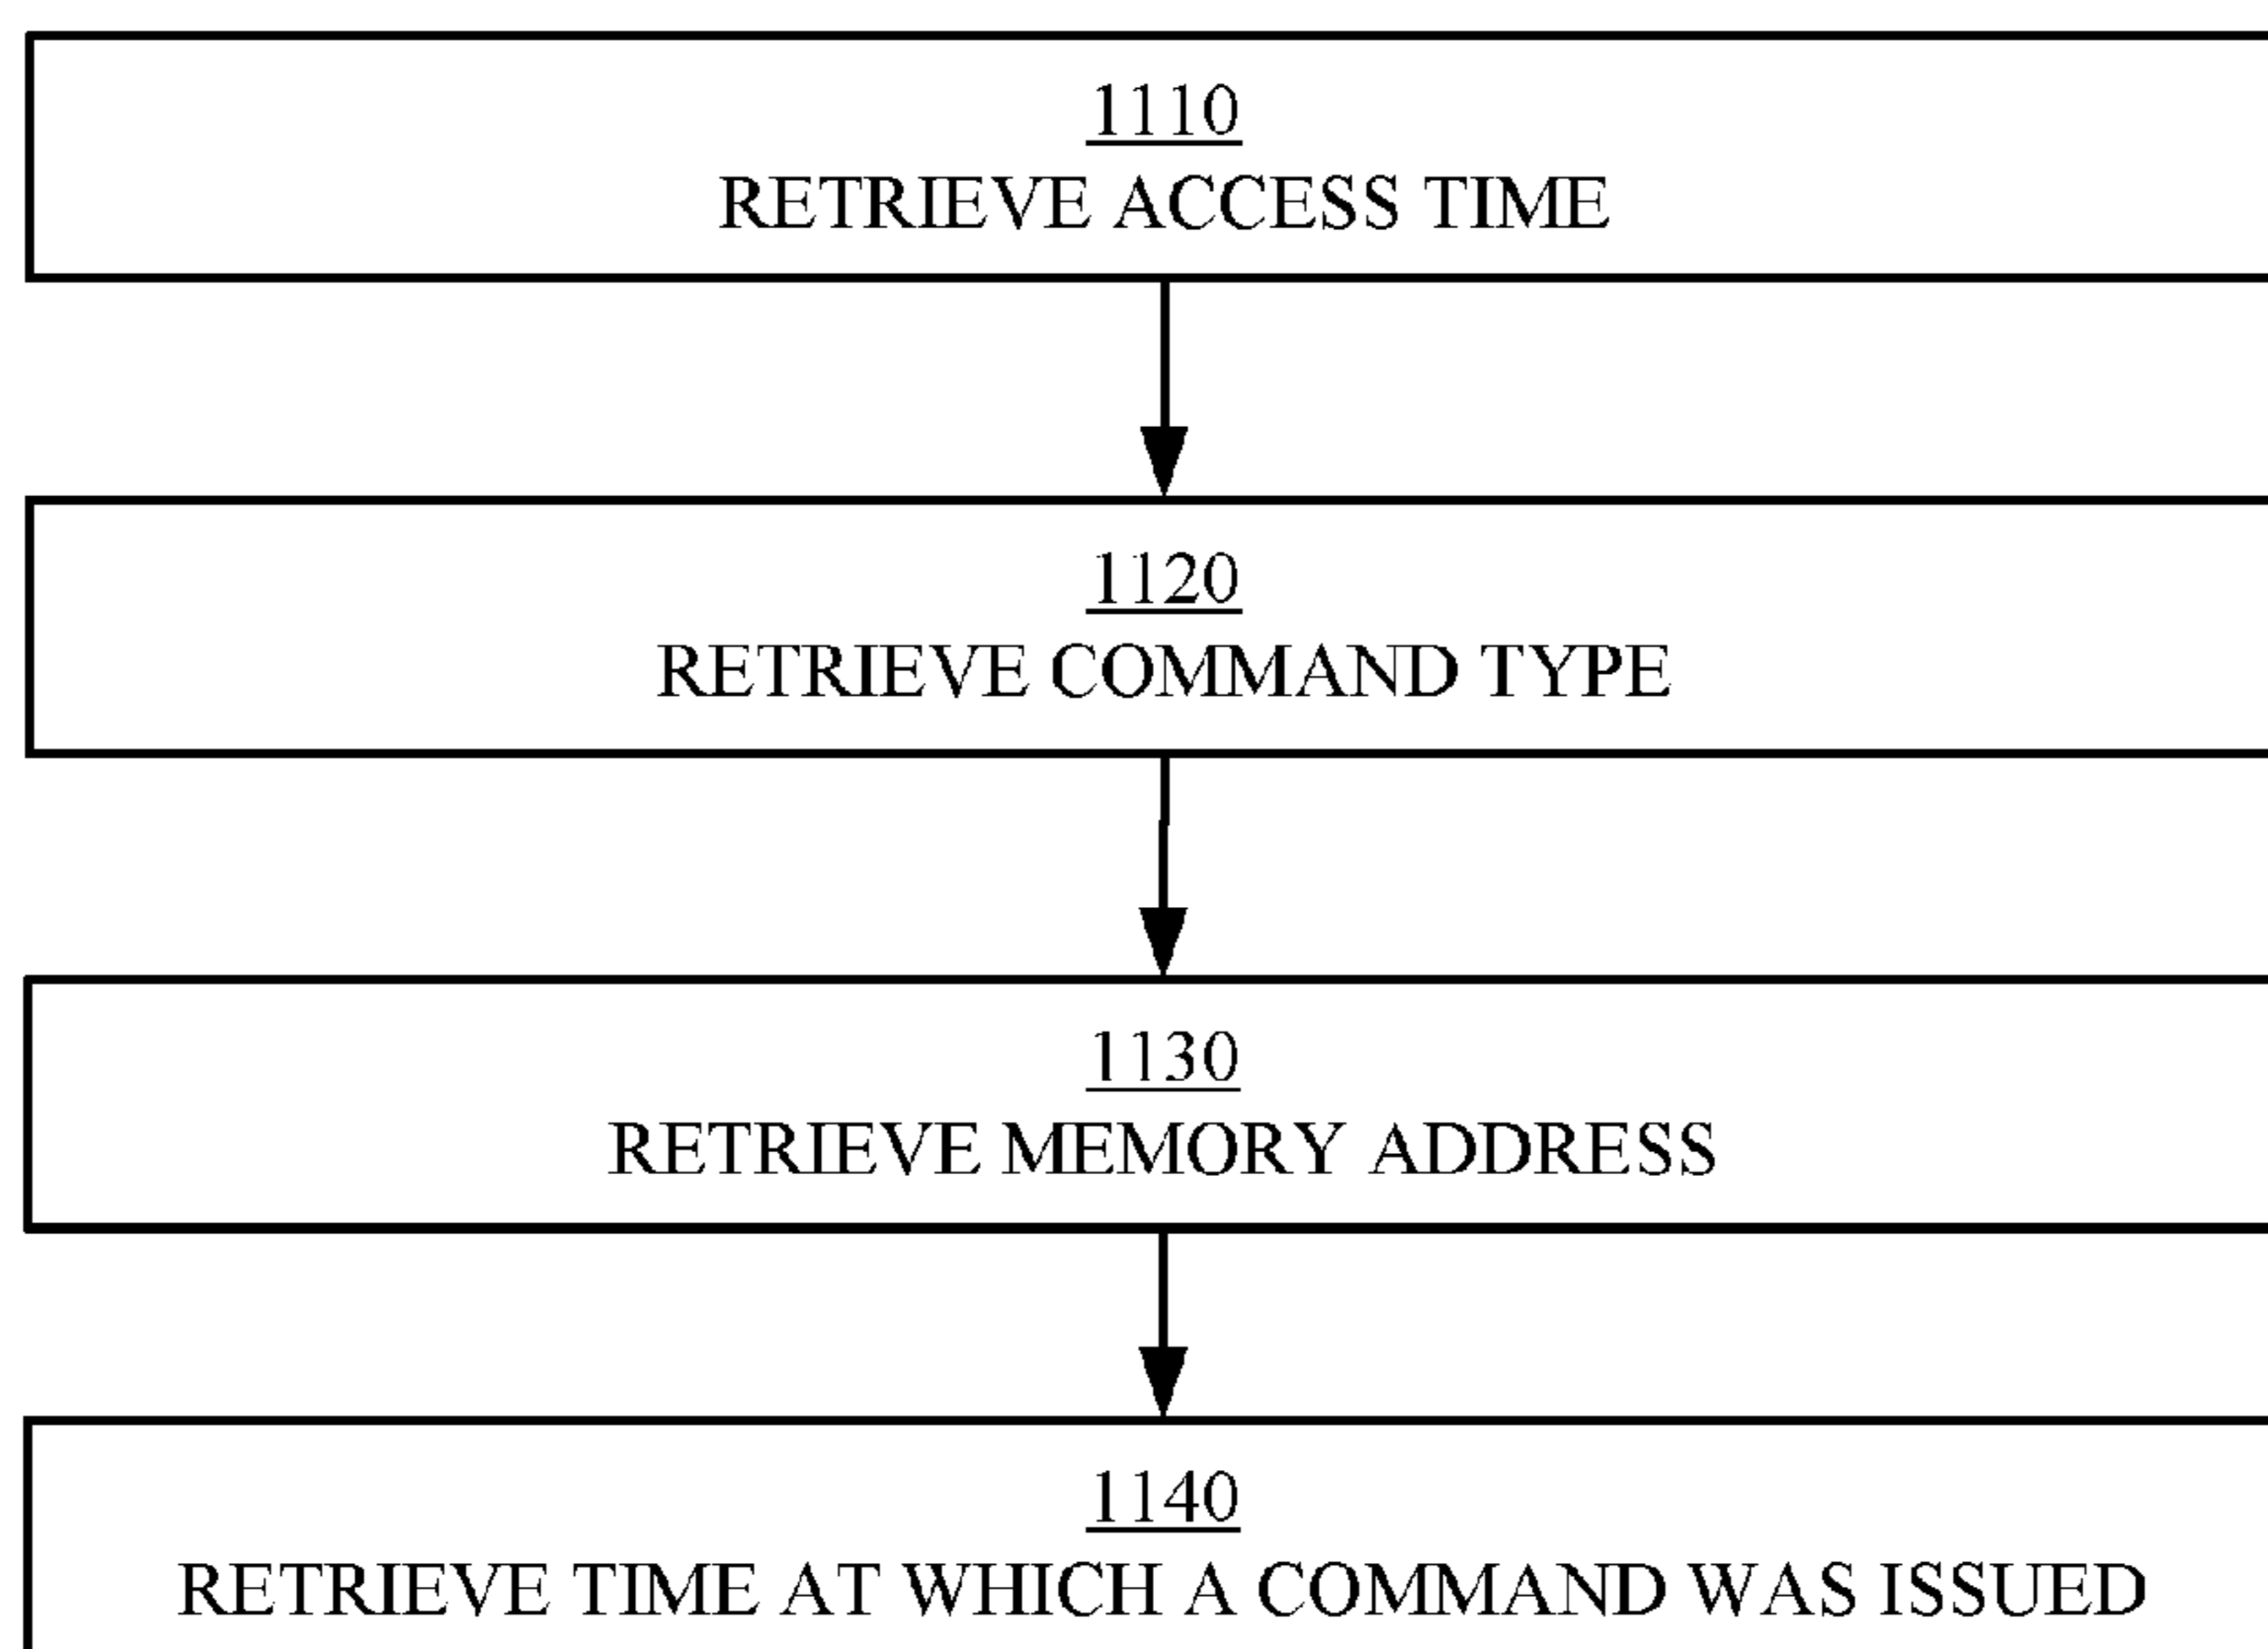 1110
RETRIEVE ACCESS TIME
1120
RETRIEVE COMMAND TYPE
1130
RETRIEVE MEMORY ADDRESS
1140
RETRIEVE TIME AT WHICH A COMMAND WAS ISSUED